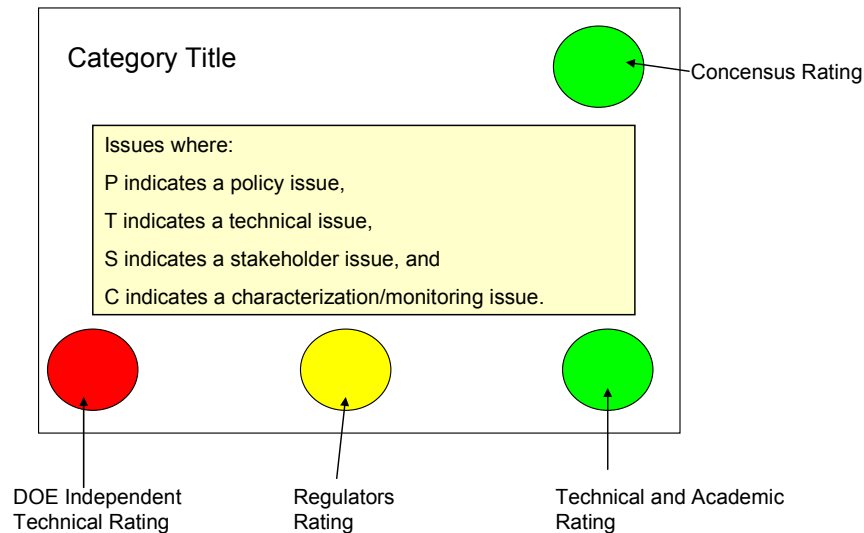 Category Title
Concensus Rating
Issues where:
P indicates a policy issue,
T indicates a technical issue,
S indicates a stakeholder issue, and
C indicates a characterization/monitoring issue.
DOE Independent
Technical Rating
Regulators
Rating
Technical and Academic
Rating